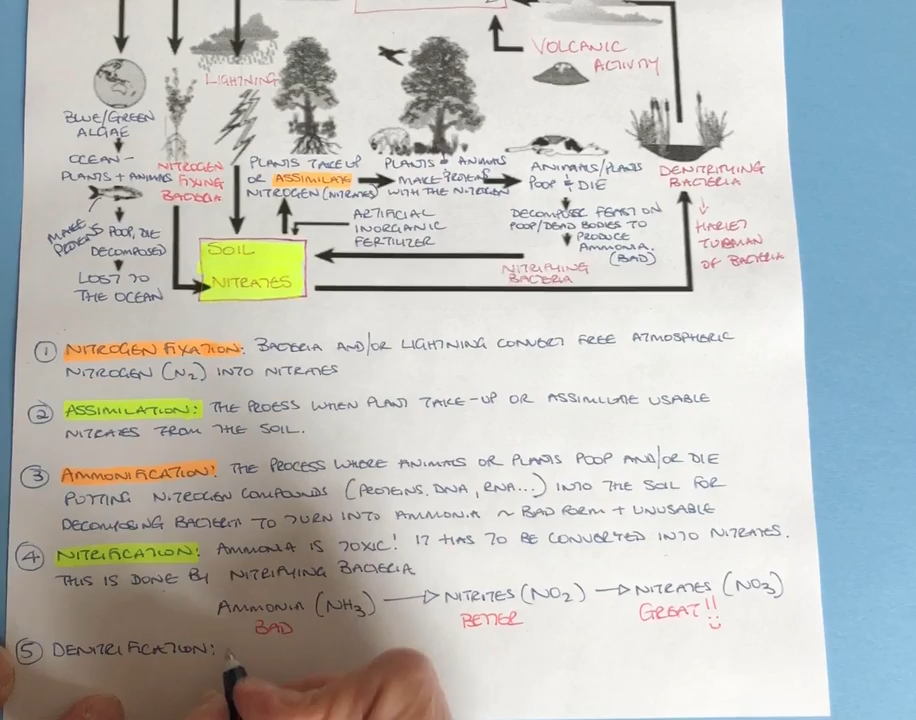 VOLCANIC
ACTIVITY
LIGHTNING
BLUE/GREEN
ALGAE
OCEAN-
PLANTS + ANIMALS
MAKE
PROTEINS
POOP, DIE
DECOMPOSED
LOST TO
THE OCEAN
NITROGEN
FIXING
BACTERIA
PLANTS TAKE UP
OR ASSIMILATE
NITROGEN (NITRATES)
PLANTS + ANIMALS
MAKE PROTEINS
WITH THE NITROGEN
ANIMALS/PLANTS
POOP & DIE
DENITRIFYING
BACTERIA
ARTIFICIAL
INORGANIC
FERTILIZER
DECOMPOSE FEAST ON
POOP/DEAD BODIES TO
PRODUCE
AMMONIA.
(BAD)
HARIET
TUBMAN
OF BACTERIA
SOIL
NITRATES
NITRIFYING
BACTERIA
1 NITROGEN FIXATION: BACTERIA AND/OR LIGHTNING CONVERT FREE ATMOSPHERIC
NITROGEN (N2) INTO NITRATES
2 ASSIMILATION: THE PROESS WHEN PLANT TAKE-UP OR ASSIMILATE USABLE
NITRATES FROM THE SOIL.
3 AMMONIFICATION: THE PROCESS WHERE ANIMALS OR PLANTS POOP AND/OR DIE
PUTTING NITROGEN COMPOUNDS (PROTEINS, DNA, RNA...) INTO THE SOIL FOR
DECOMPOSING BACTERIA TO TURN INTO AMMONIA ~ BAD FORM + UNUSABLE
4 NITRIFICATION: AMMONIA IS TOXIC! IT HAS TO BE CONVERTED INTO NITRATES.
THIS IS DONE BY NITRIFYING BACTERIA
AMMONIA (NH3) → NITRITES (NO2) → NITRATES (NO3)
BAD BETTER GREAT!!
5 DENITRIFICATION: